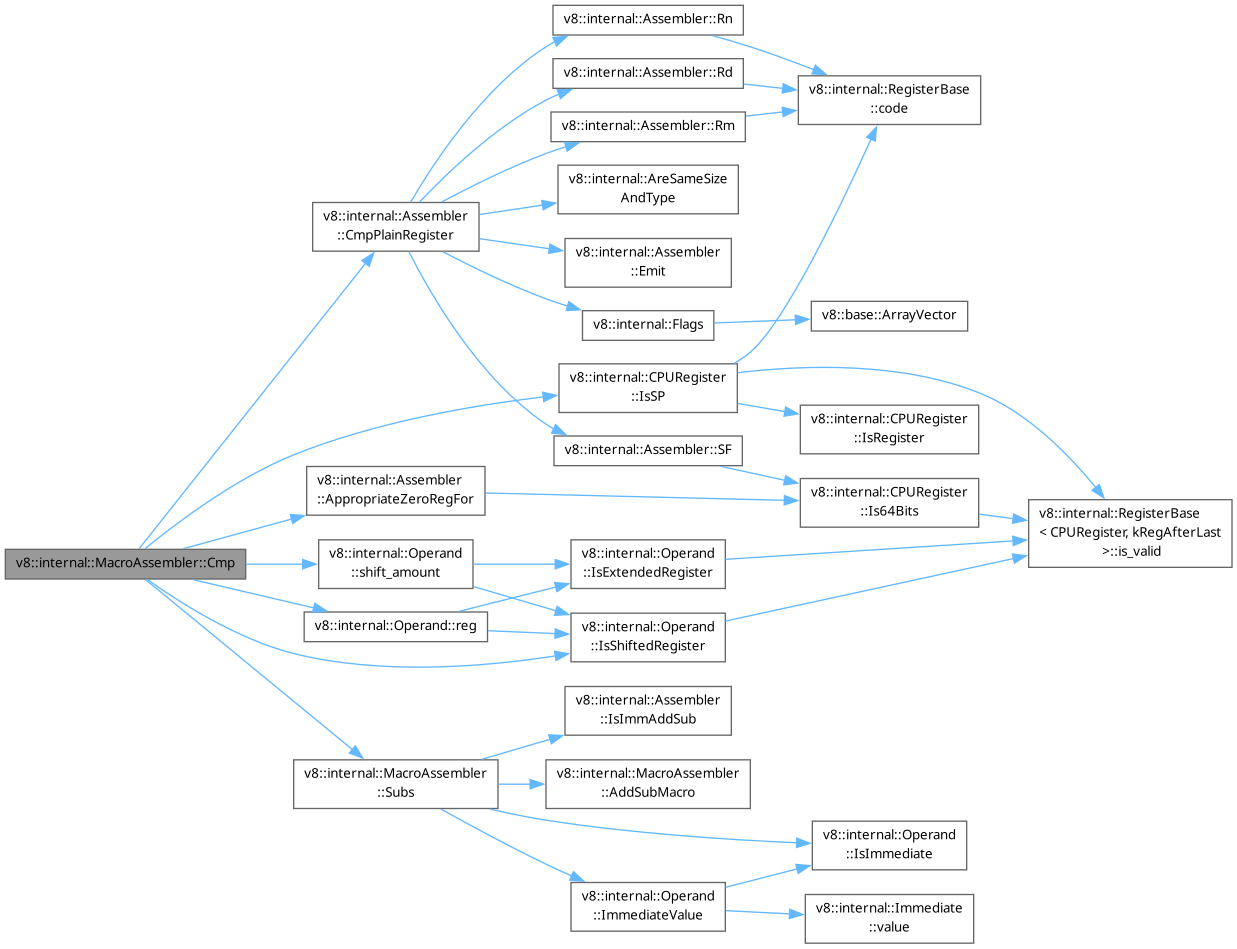 v8::internal::Assembler::Rn
v8::internal::Assembler::Rd
v8::internal::RegisterBase
::code
v8::internal::Assembler::Rm
v8::internal::AreSameSize
AndType
v8::internal::Assembler
::CmpPlainRegister
v8::internal::Assembler
::Emit
v8::internal::Flags
v8::base::ArrayVector
v8::internal::CPURegister
::IsSP
v8::internal::CPURegister
::IsRegister
v8::internal::Assembler::SF
v8::internal::Assembler
::AppropriateZeroRegFor
v8::internal::CPURegister
::Is64Bits
v8::internal::RegisterBase
< CPURegister, kRegAfterLast
>::is_valid
v8::internal::MacroAssembler::Cmp
v8::internal::Operand
::shift_amount
v8::internal::Operand
::IsExtendedRegister
v8::internal::Operand::reg
v8::internal::Operand
::IsShiftedRegister
v8::internal::Assembler
::IsImmAddSub
v8::internal::MacroAssembler
::Subs
v8::internal::MacroAssembler
::AddSubMacro
v8::internal::Operand
::IsImmediate
v8::internal::Operand
::ImmediateValue
v8::internal::Immediate
::value